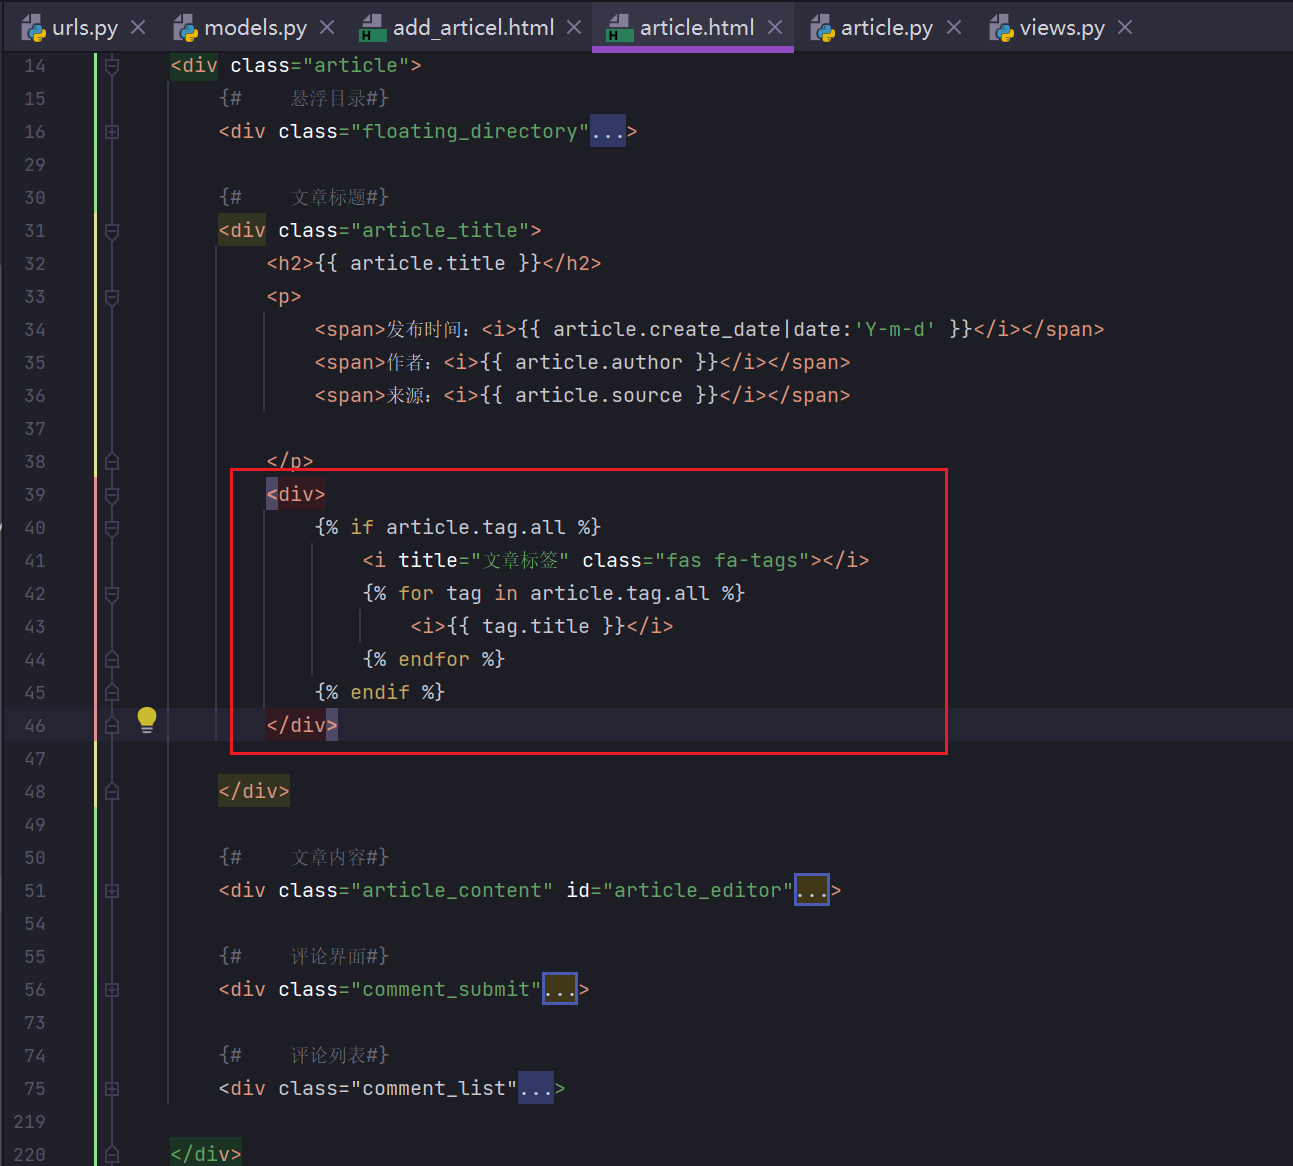 urls.py models.py add_articel.html article.html article.py views.py
14 <div class="article">
15 {# 悬浮目录#}
16 <div class="floating_directory"...>
29
30 {# 文章标题#}
31 <div class="article_title">
32 <h2>{{ article.title }}</h2>
33 <p>
34 <span>发布时间：<i>{{ article.create_date|date:'Y-m-d' }}</i></span>
35 <span>作者：<i>{{ article.author }}</i></span>
36 <span>来源：<i>{{ article.source }}</i></span>
37
38 </p>
39 <div>
40 {% if article.tag.all %}
41 <i title="文章标签" class="fas fa-tags"></i>
42 {% for tag in article.tag.all %}
43 <i>{{ tag.title }}</i>
44 {% endfor %}
45 {% endif %}
46 </div>
47
48 </div>
49
50 {# 文章内容#}
51 <div class="article_content" id="article_editor"...>
54
55 {# 评论界面#}
56 <div class="comment_submit"...>
73
74 {# 评论列表#}
75 <div class="comment_list"...>
219
220 </div>